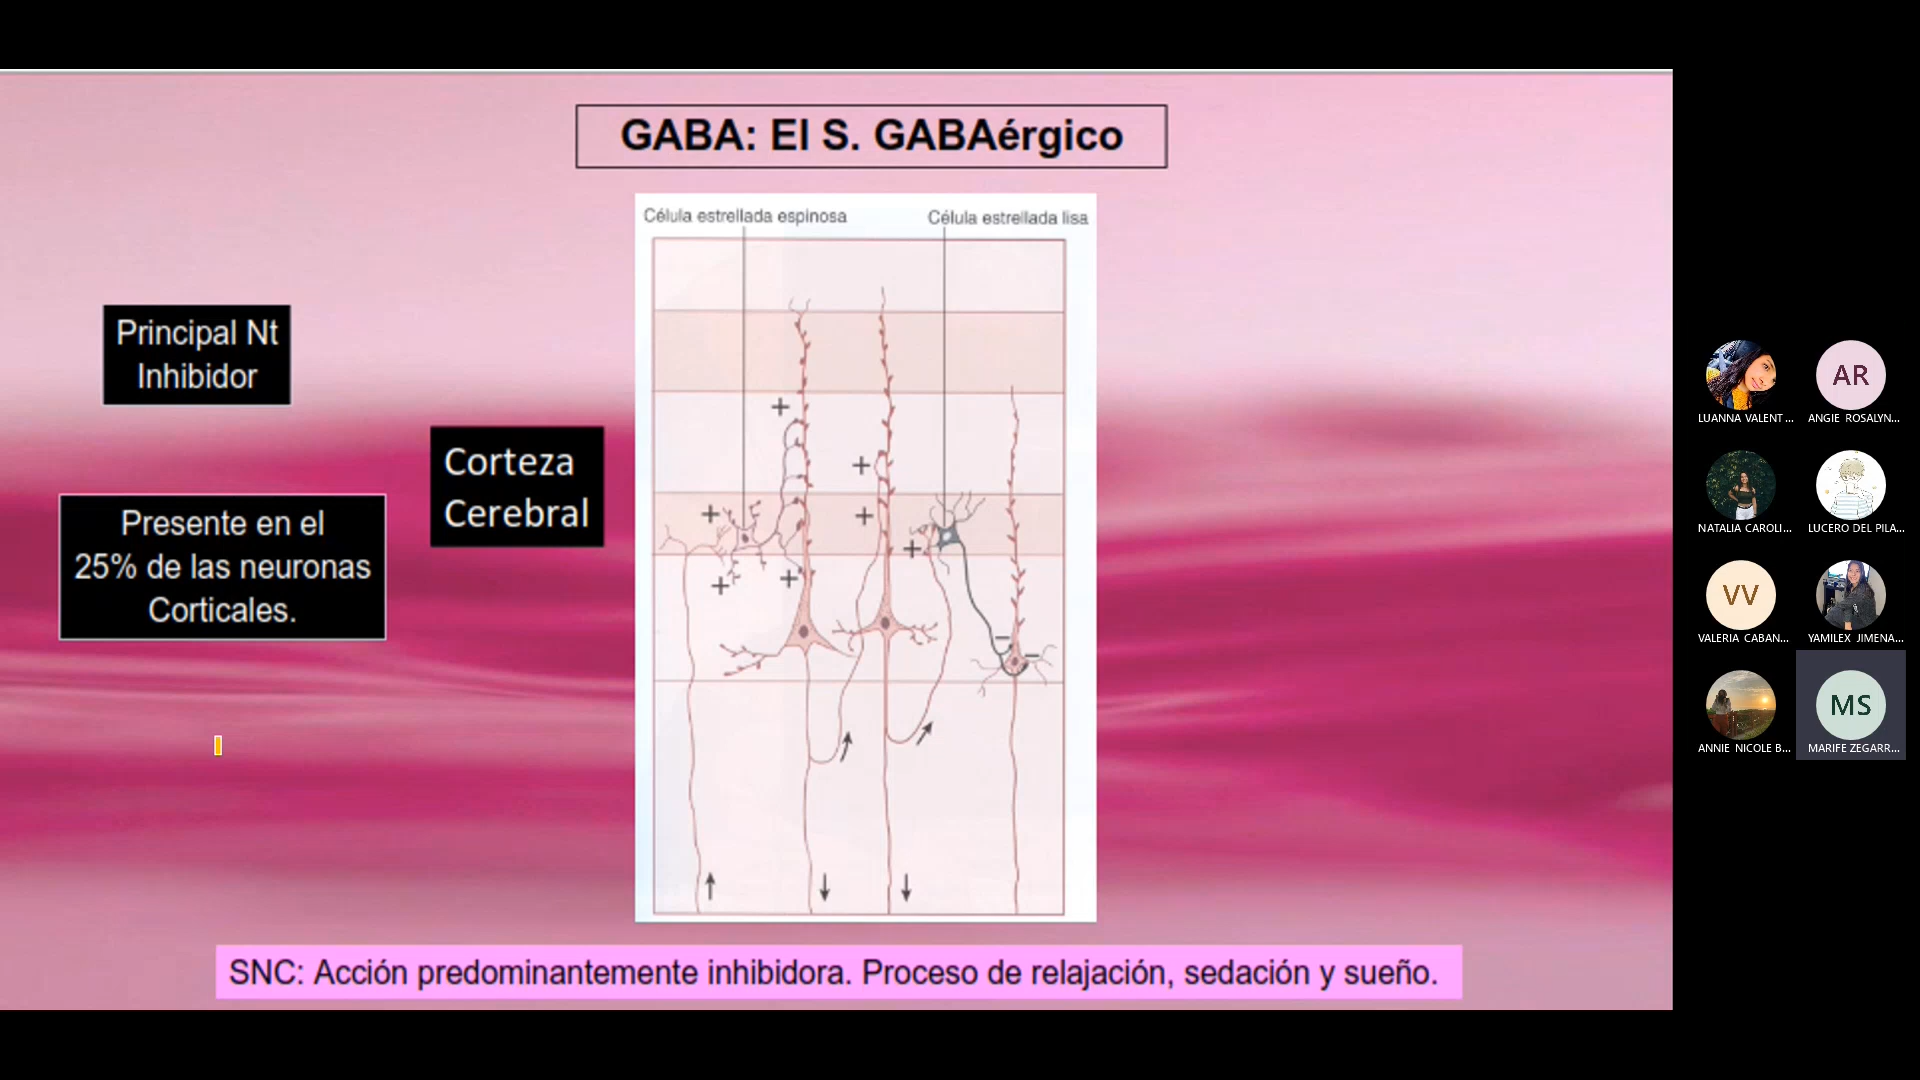 GABA: El S. GABAérgico
Célula estrellada espinosa
Célula estrellada lisa
Principal Nt
Inhibidor
Corteza
Cerebral
Presente en el
25% de las neuronas
Corticales.
+
+
+
+
+
+
+
+
−
−
SNC: Acción predominantemente inhibidora. Proceso de relajación, sedación y sueño.
LUANNA VALENT...
AR
ANGIE ROSALYN...
NATALIA CAROLI...
LUCERO DEL PILA...
VV
VALERIA CABAN...
YAMILEX JIMENA...
ANNIE NICOLE B...
MS
MARIFE ZEGARR...